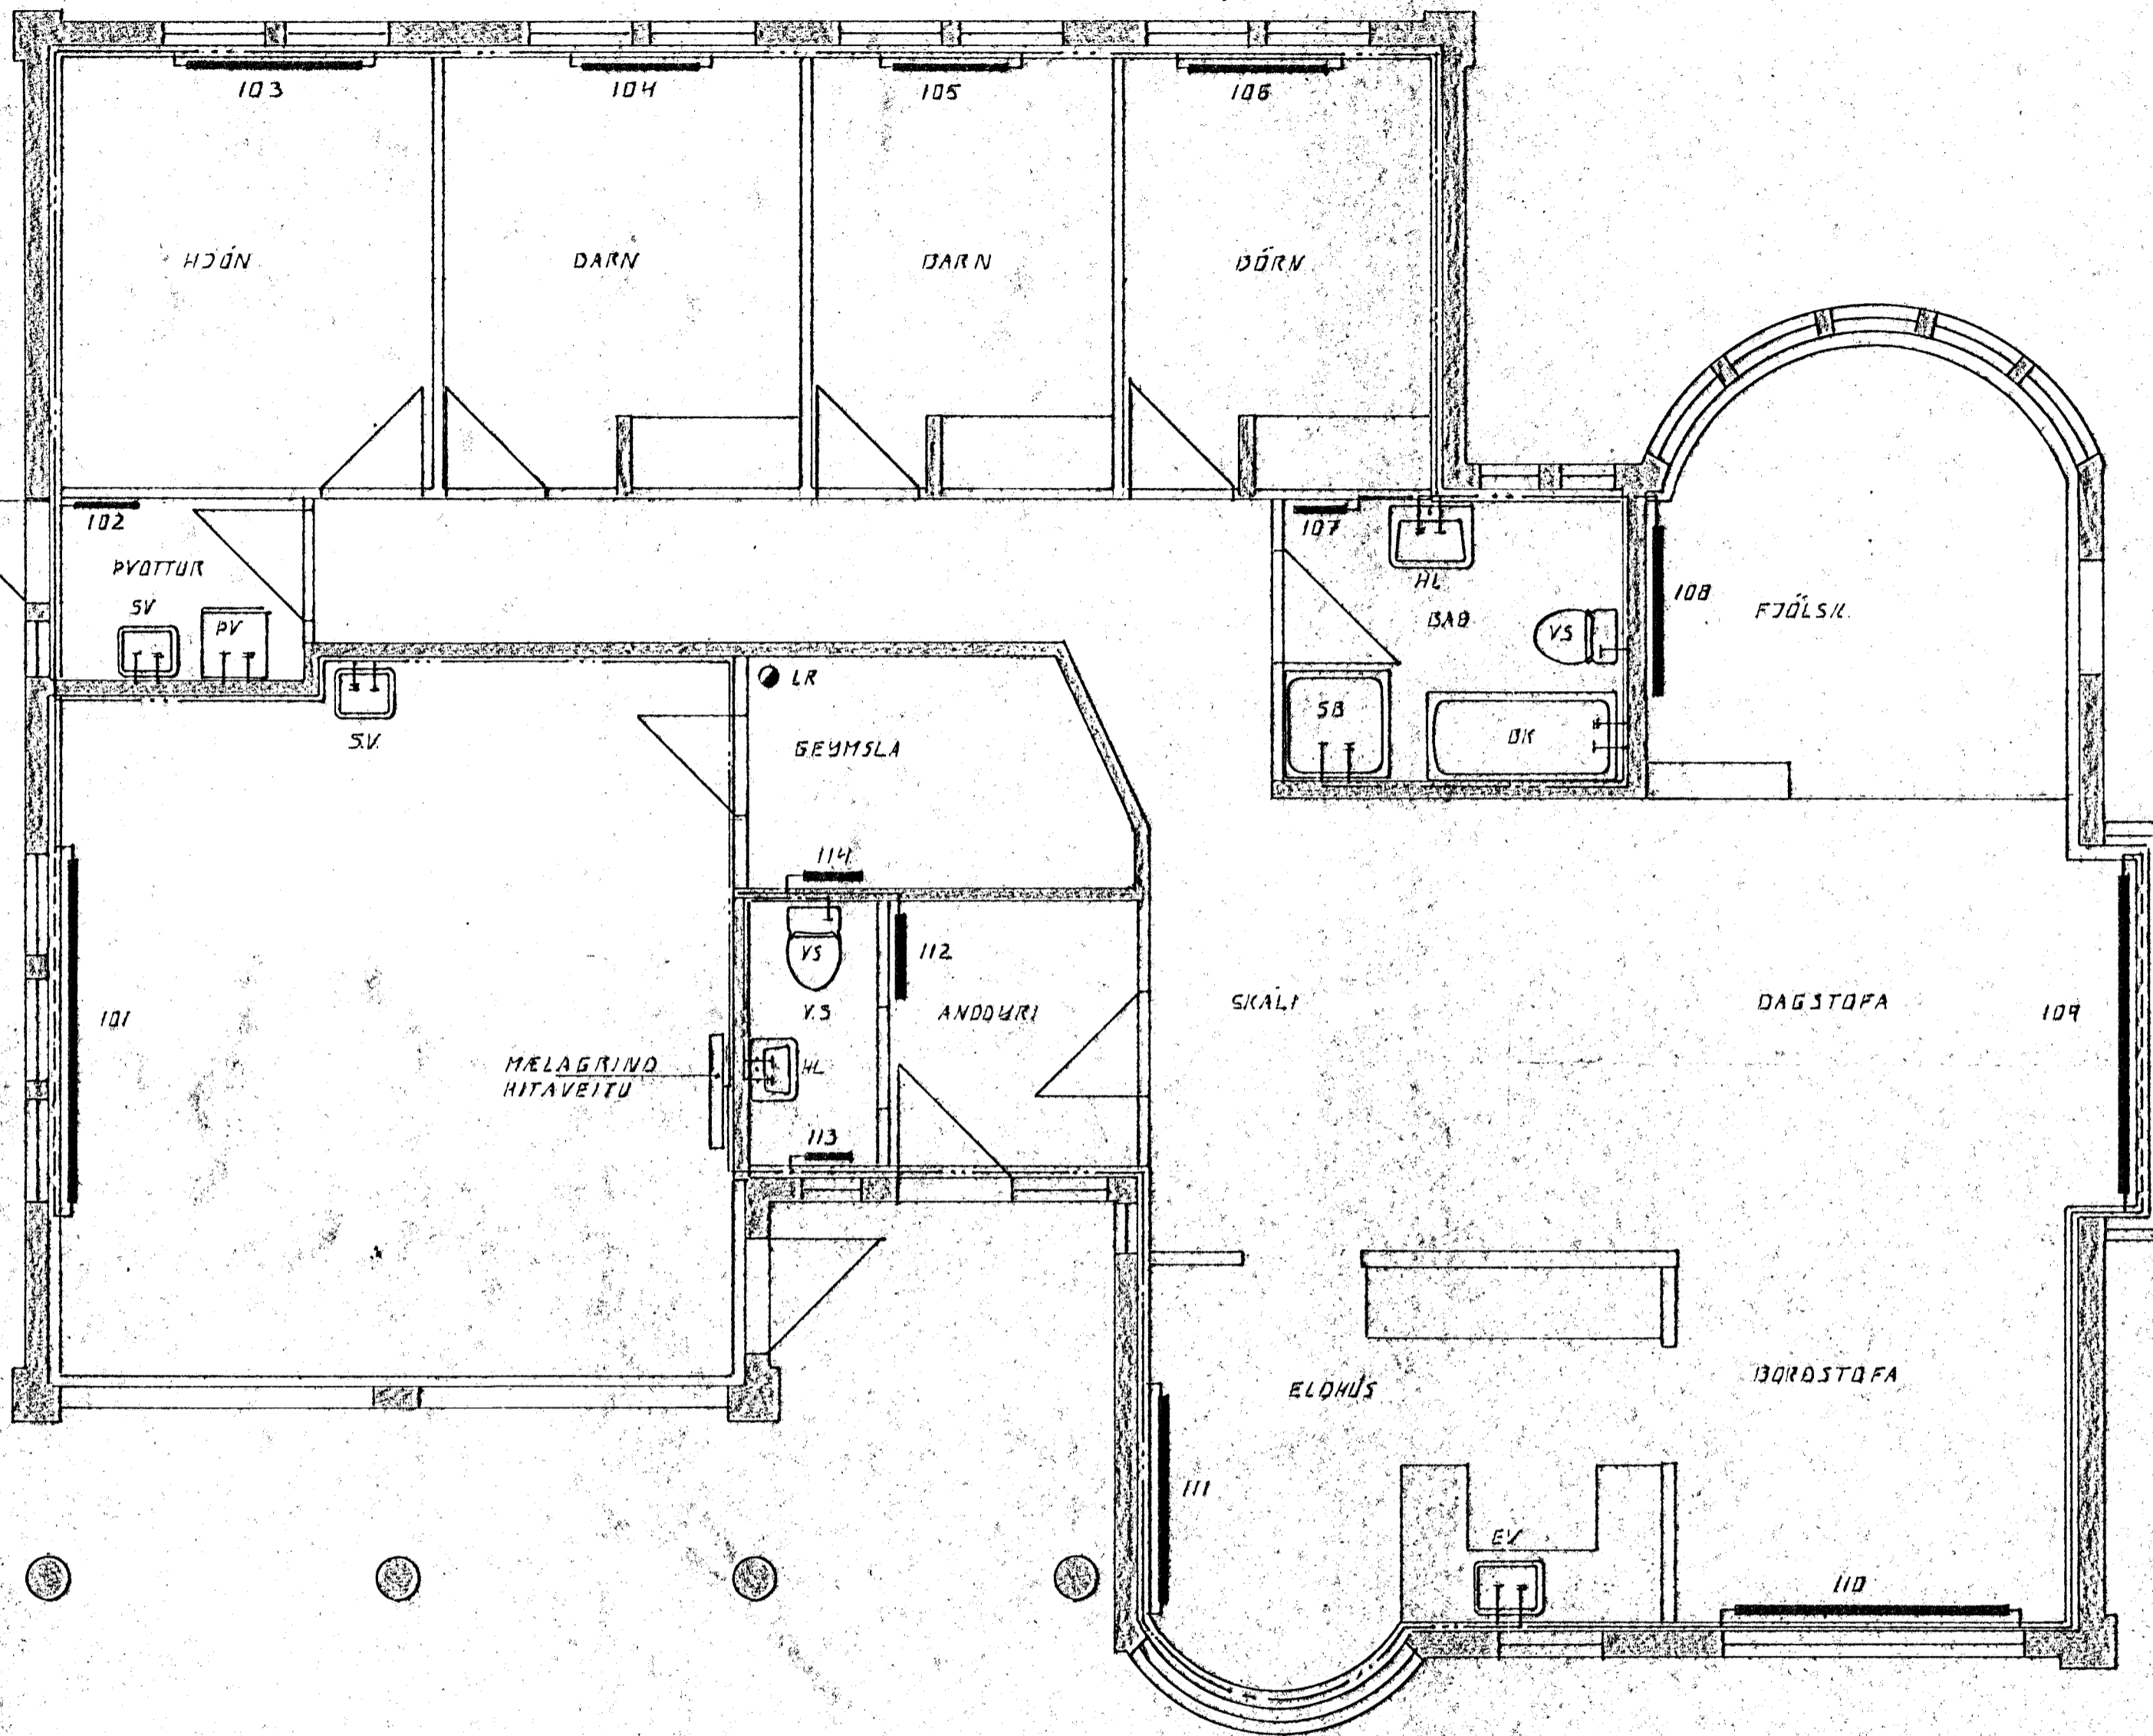 103
104
105
106
HJÓN
BARN
BARN
BÖRN
102
ÞVOTTUR
SV
ÞV
107
HL
BAÐ
VS
108
FJÖLSK.
S.V.
LR
SB
BK
GEYMSLA
114
VS
112
V.S
ANDDYRI
SKÁLI
DAGSTOFA
109
101
MÆLAGRIND
HITAVEITU
HL
113
ELDHÚS
BORÐSTOFA
111
EV
110